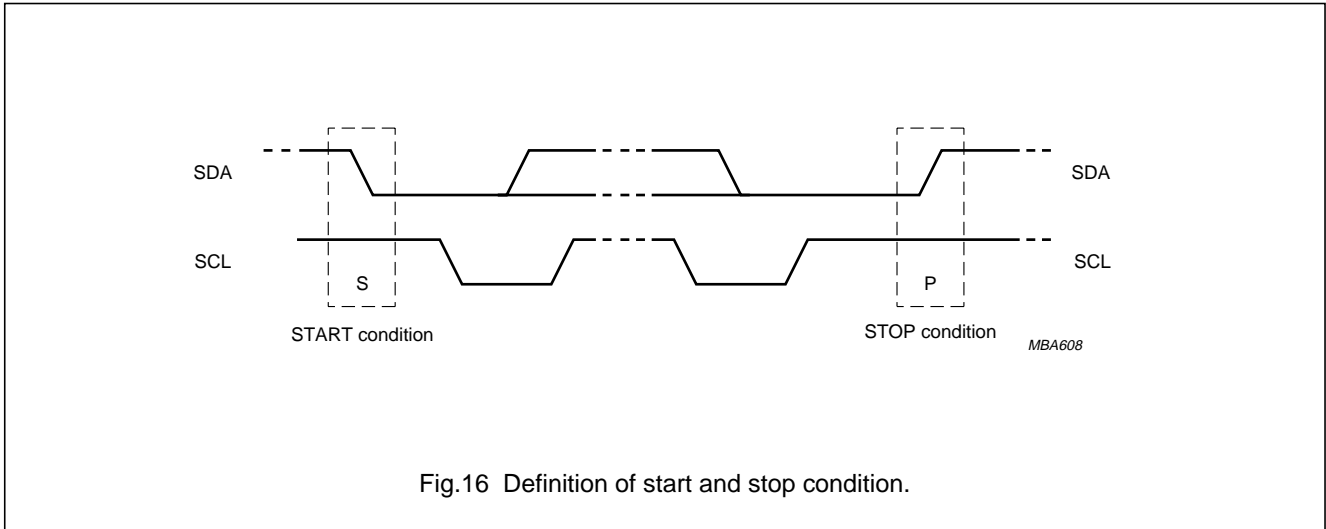 SDA
SDA
SCL
SCL
S
P
START condition
STOP condition
MBA608
Fig.16 Definition of start and stop condition.